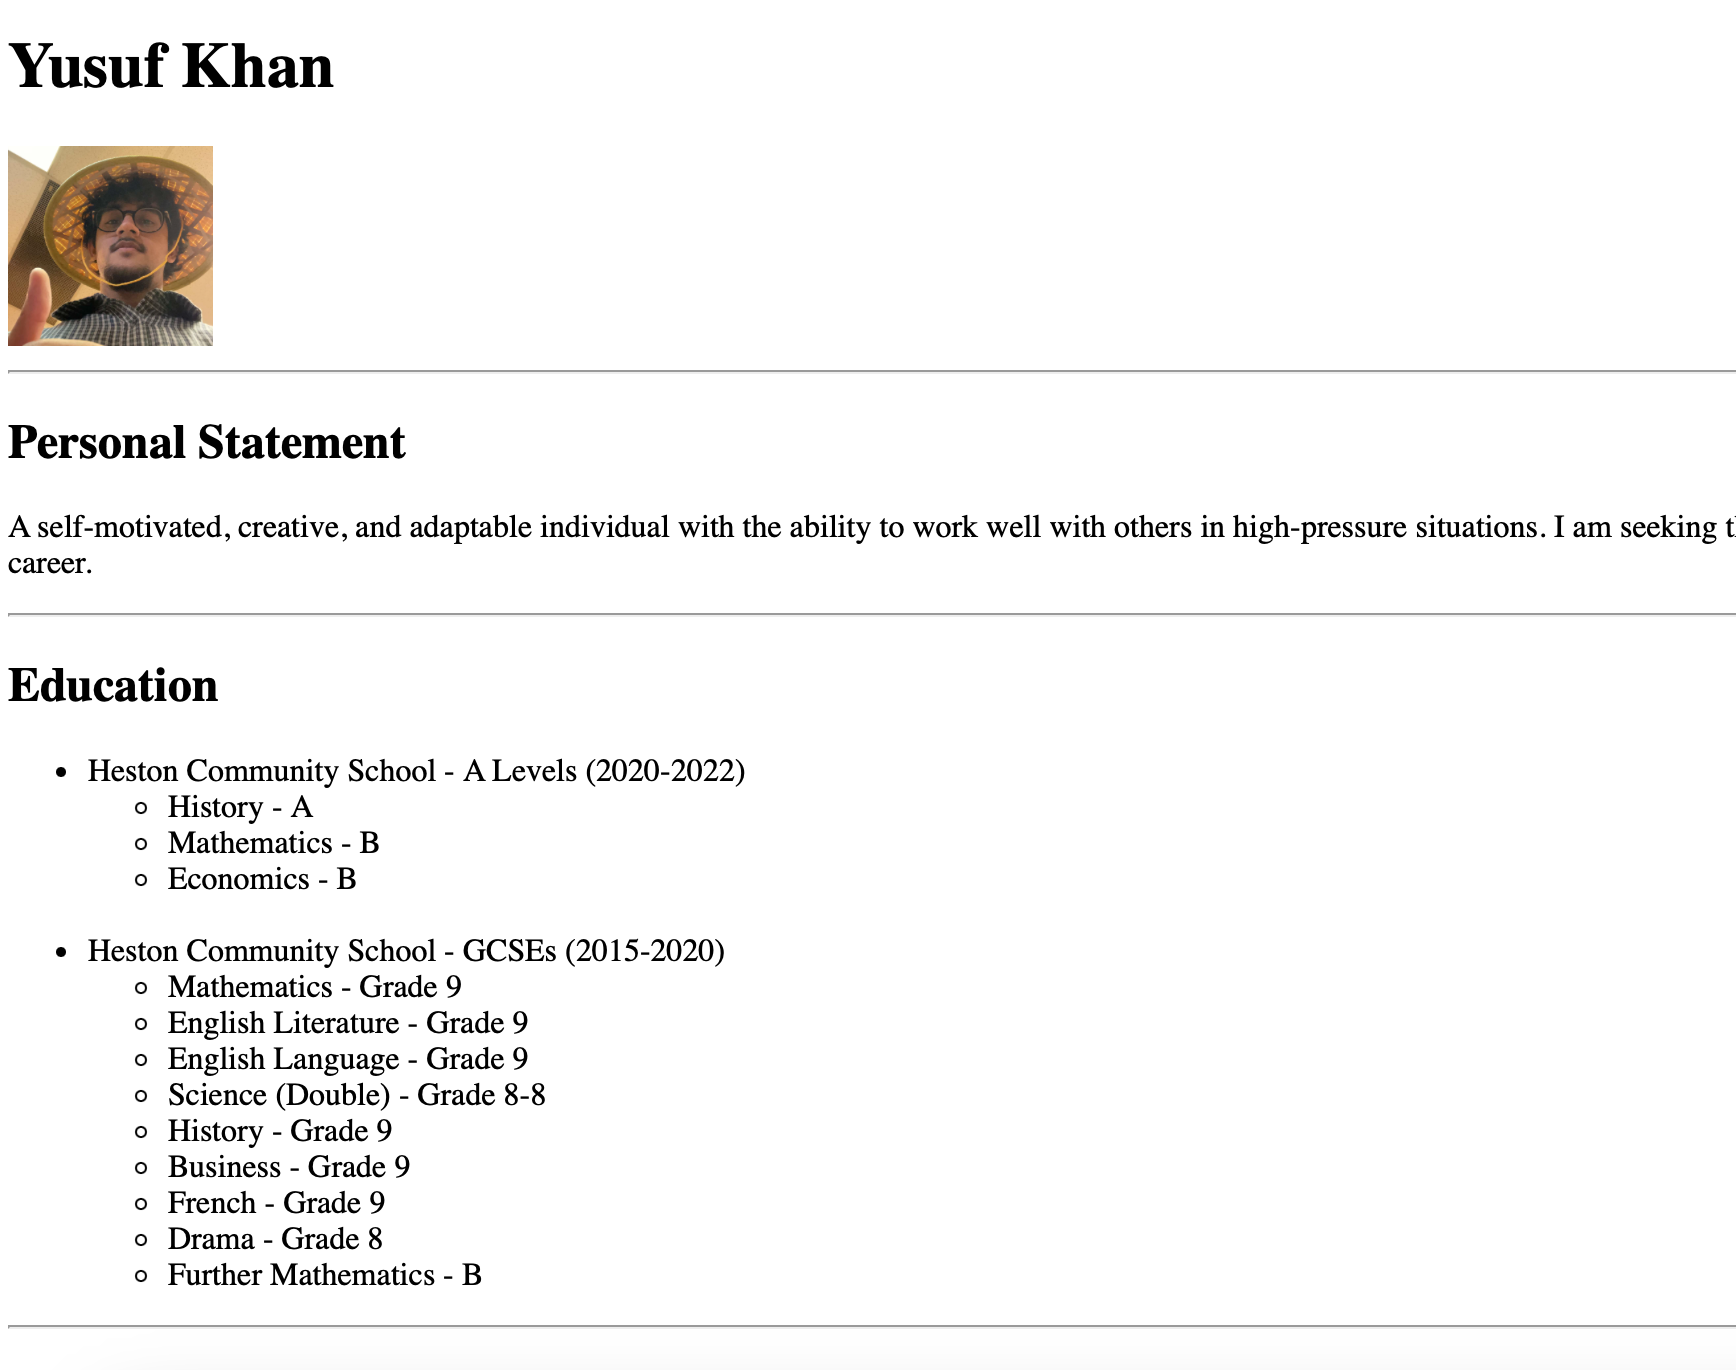 Yusuf Khan
Personal Statement
A self-motivated, creative, and adaptable individual with the ability to work well with others in high-pressure situations. I am seeking
career.
Education
Heston Community School - A Levels (2020-2022)
History - A
Mathematics - B
Economics - B
Heston Community School - GCSEs (2015-2020)
Mathematics - Grade 9
English Literature - Grade 9
English Language - Grade 9
Science (Double) - Grade 8-8
History - Grade 9
Business - Grade 9
French - Grade 9
Drama - Grade 8
Further Mathematics - B